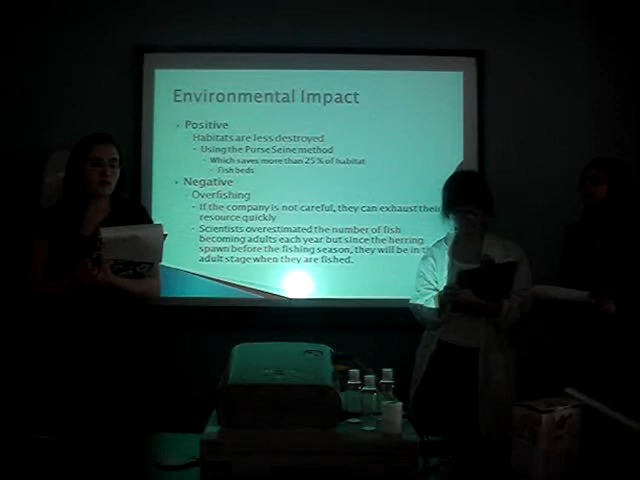 Environmental Impact
Positive
Habitats are less destroyed
Using the Purse Seine method
Which saves more than 25% of habitat
Fish beds
Negative
Overfishing
If the company is not careful, they can exhaust their
resource quickly
Scientists overestimated the number of fish
becoming adults each year but since the herring
spawn before the fishing season, they will be in
adult stage when they are fished.